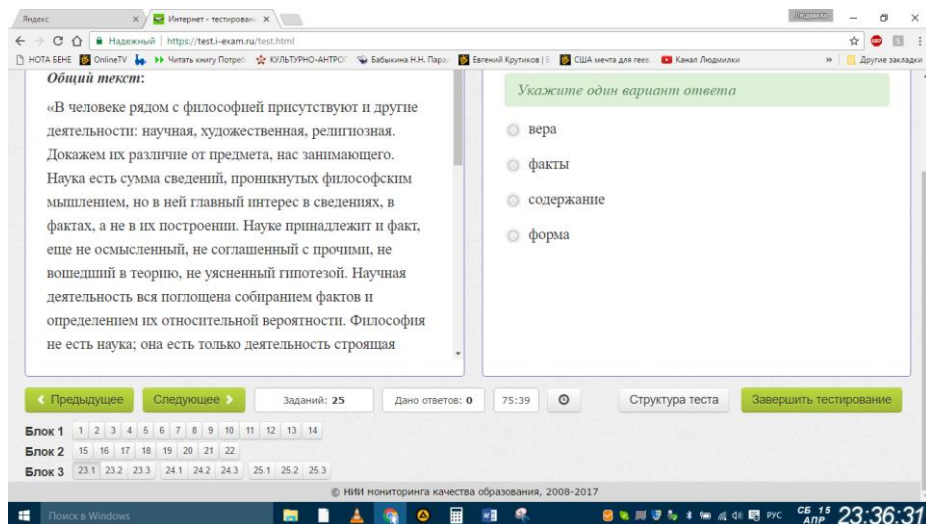 Яндекс
Интернет - тестирован
Людмила
Надежный | https://test.i-exam.ru/test.html
НОТА БЕНЕ OnlineTV Читать книгу Потреб КУЛЬТУРНО-АНТРОГ Бабыкина Н.Н. Пара Евгений Крутиков | США мечта для геев. Канал Людмилки » Другие закладки
Общий текст:
«В человеке рядом с философией присутствуют и другие
деятельности: научная, художественная, религиозная.
Докажем их различие от предмета, нас занимающего.
Наука есть сумма сведений, проникнутых философским
мышлением, но в ней главный интерес в сведениях, в
фактах, а не в их построении. Науке принадлежит и факт,
еще не осмысленный, не соглашенный с прочими, не
вошедший в теорию, не уясненный гипотезой. Научная
деятельность вся поглощена собиранием фактов и
определением их относительной вероятности. Философия
не есть наука; она есть только деятельность строящая
Укажите один вариант ответа
вера
факты
содержание
форма
Предыдущее Следующее Заданий: 25 Дано ответов: 0 75:39 Структура теста Завершить тестирование
Блок 1 1 2 3 4 5 6 7 8 9 10 11 12 13 14
Блок 2 15 16 17 18 19 20 21 22
Блок 3 23.1 23.2 23.3 24.1 24.2 24.3 25.1 25.2 25.3
© НИИ мониторинга качества образования, 2008-2017
Поиск в Windows
РУС
СБ 15
АПР
23:36:31